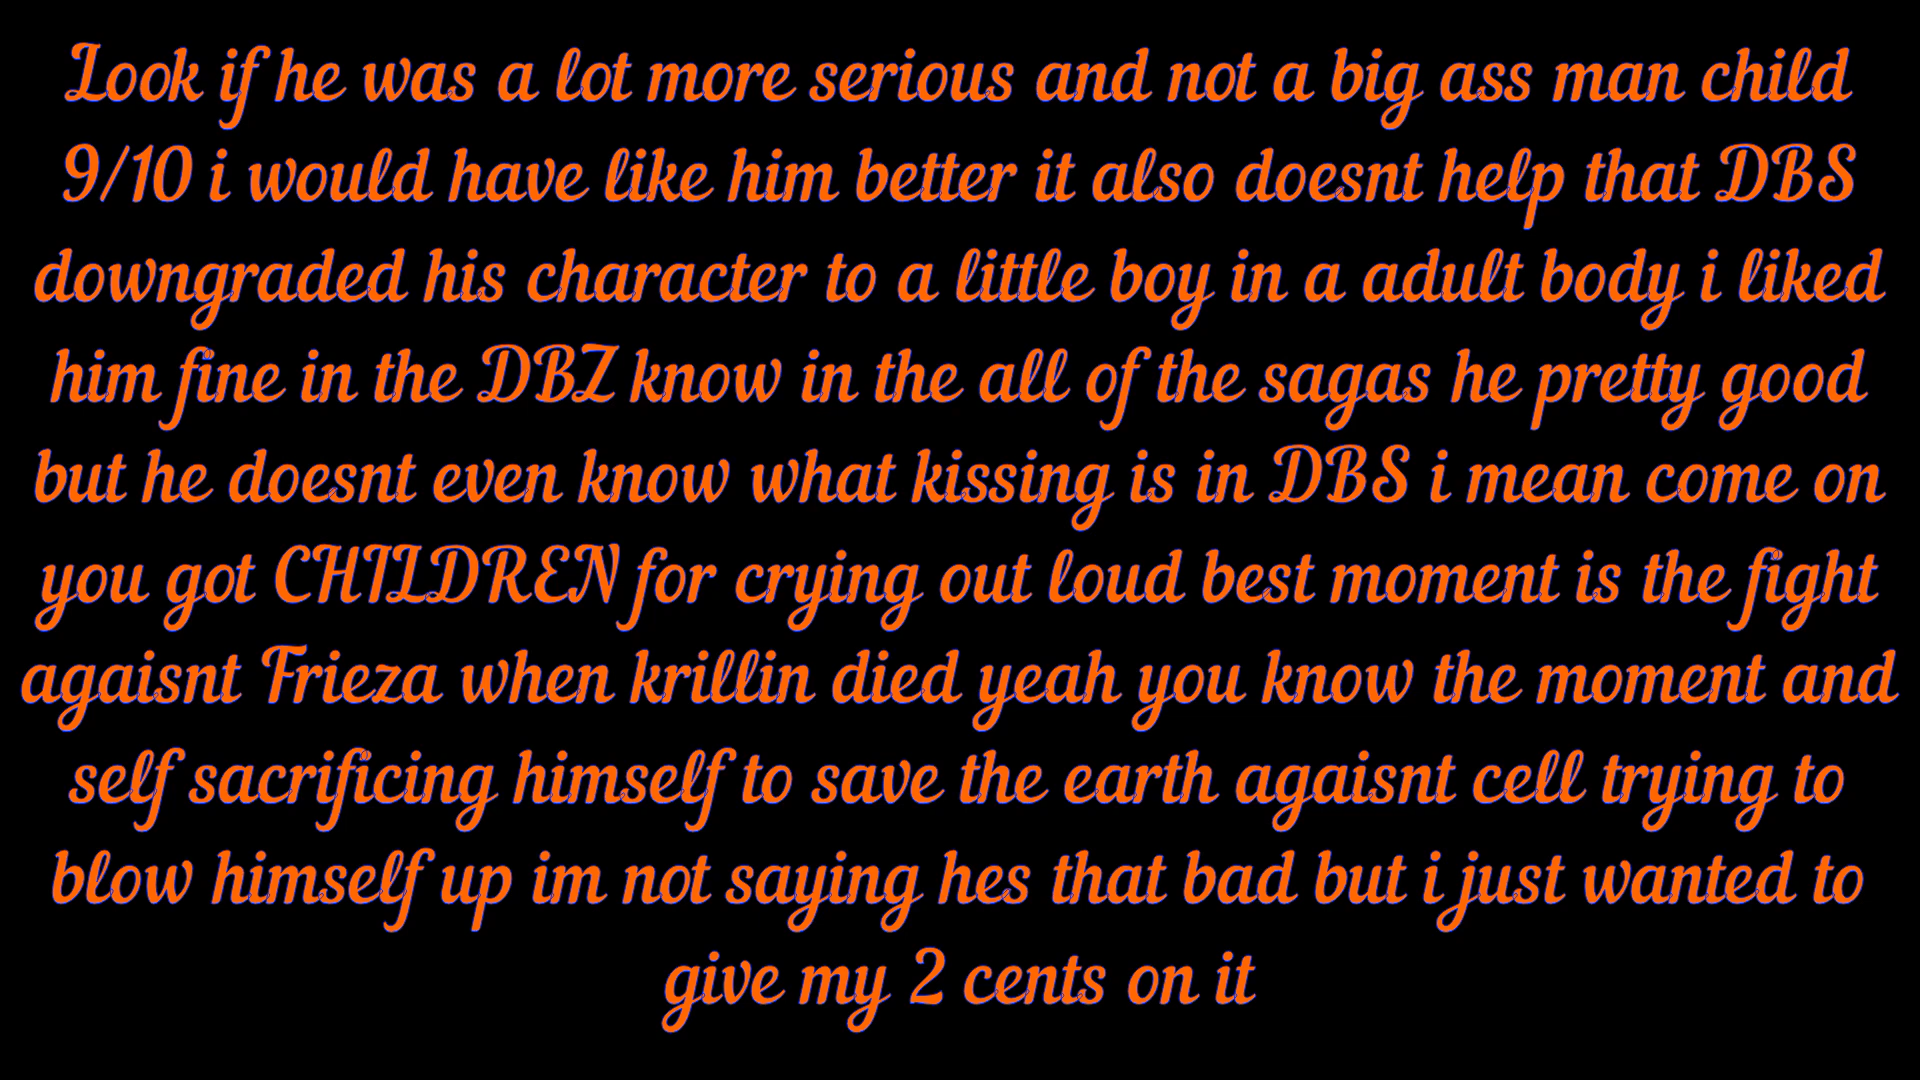 Look if he was a lot more serious and not a big ass man child
9/10 i would have like him better it also doesnt help that DBS
downgraded his character to a little boy in a adult body i liked
him fine in the DBZ know in the all of the sagas he pretty good
but he doesnt even know what kissing is in DBS i mean come on
you got CHILDREN for crying out loud best moment is the fight
agaisnt Frieza when krillin died yeah you know the moment and
self sacrificing himself to save the earth agaisnt cell trying to
blow himself up im not saying hes that bad but i just wanted to
give my 2 cents on it